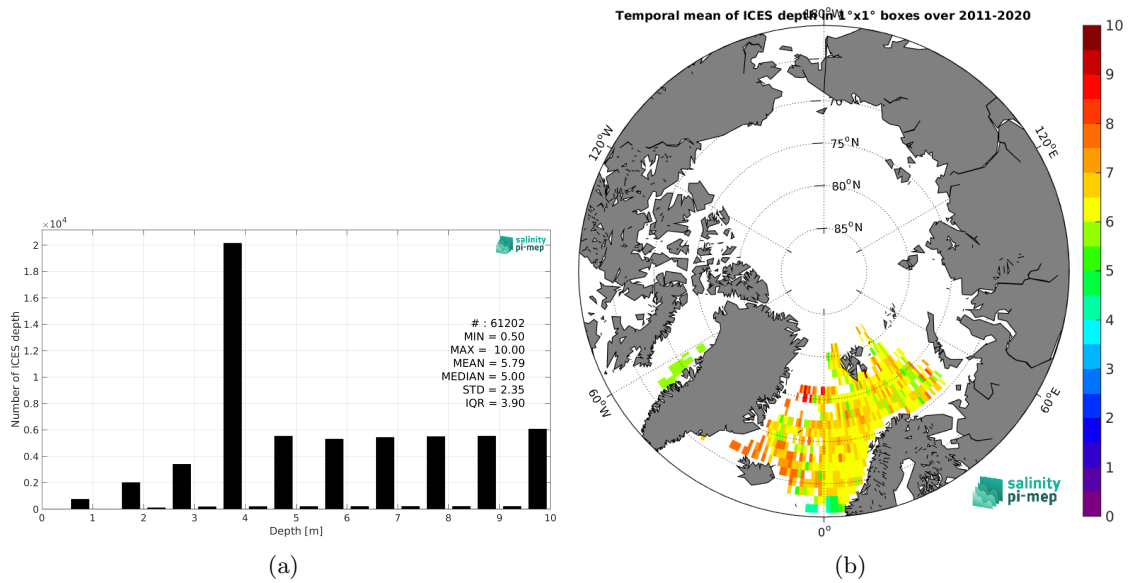 Temporal mean of ICES depth in 1°x1° boxes over 2011-2020
180°W
×10⁴
2
1.8
1.6
1.4
1.2
1
0.8
0.6
0.4
0.2
0
Number of ICES depth
salinity
pi-mep
# : 61202
MIN = 0.50
MAX = 10.00
MEAN = 5.79
MEDIAN = 5.00
STD = 2.35
IQR = 3.90
0 1 2 3 4 5 6 7 8 9 10
Depth [m]
(a)
120°W
120°E
70
75°N
80°N
85°N
60°W
60°E
0°
salinity
pi-mep
10
9
8
7
6
5
4
3
2
1
0
(b)